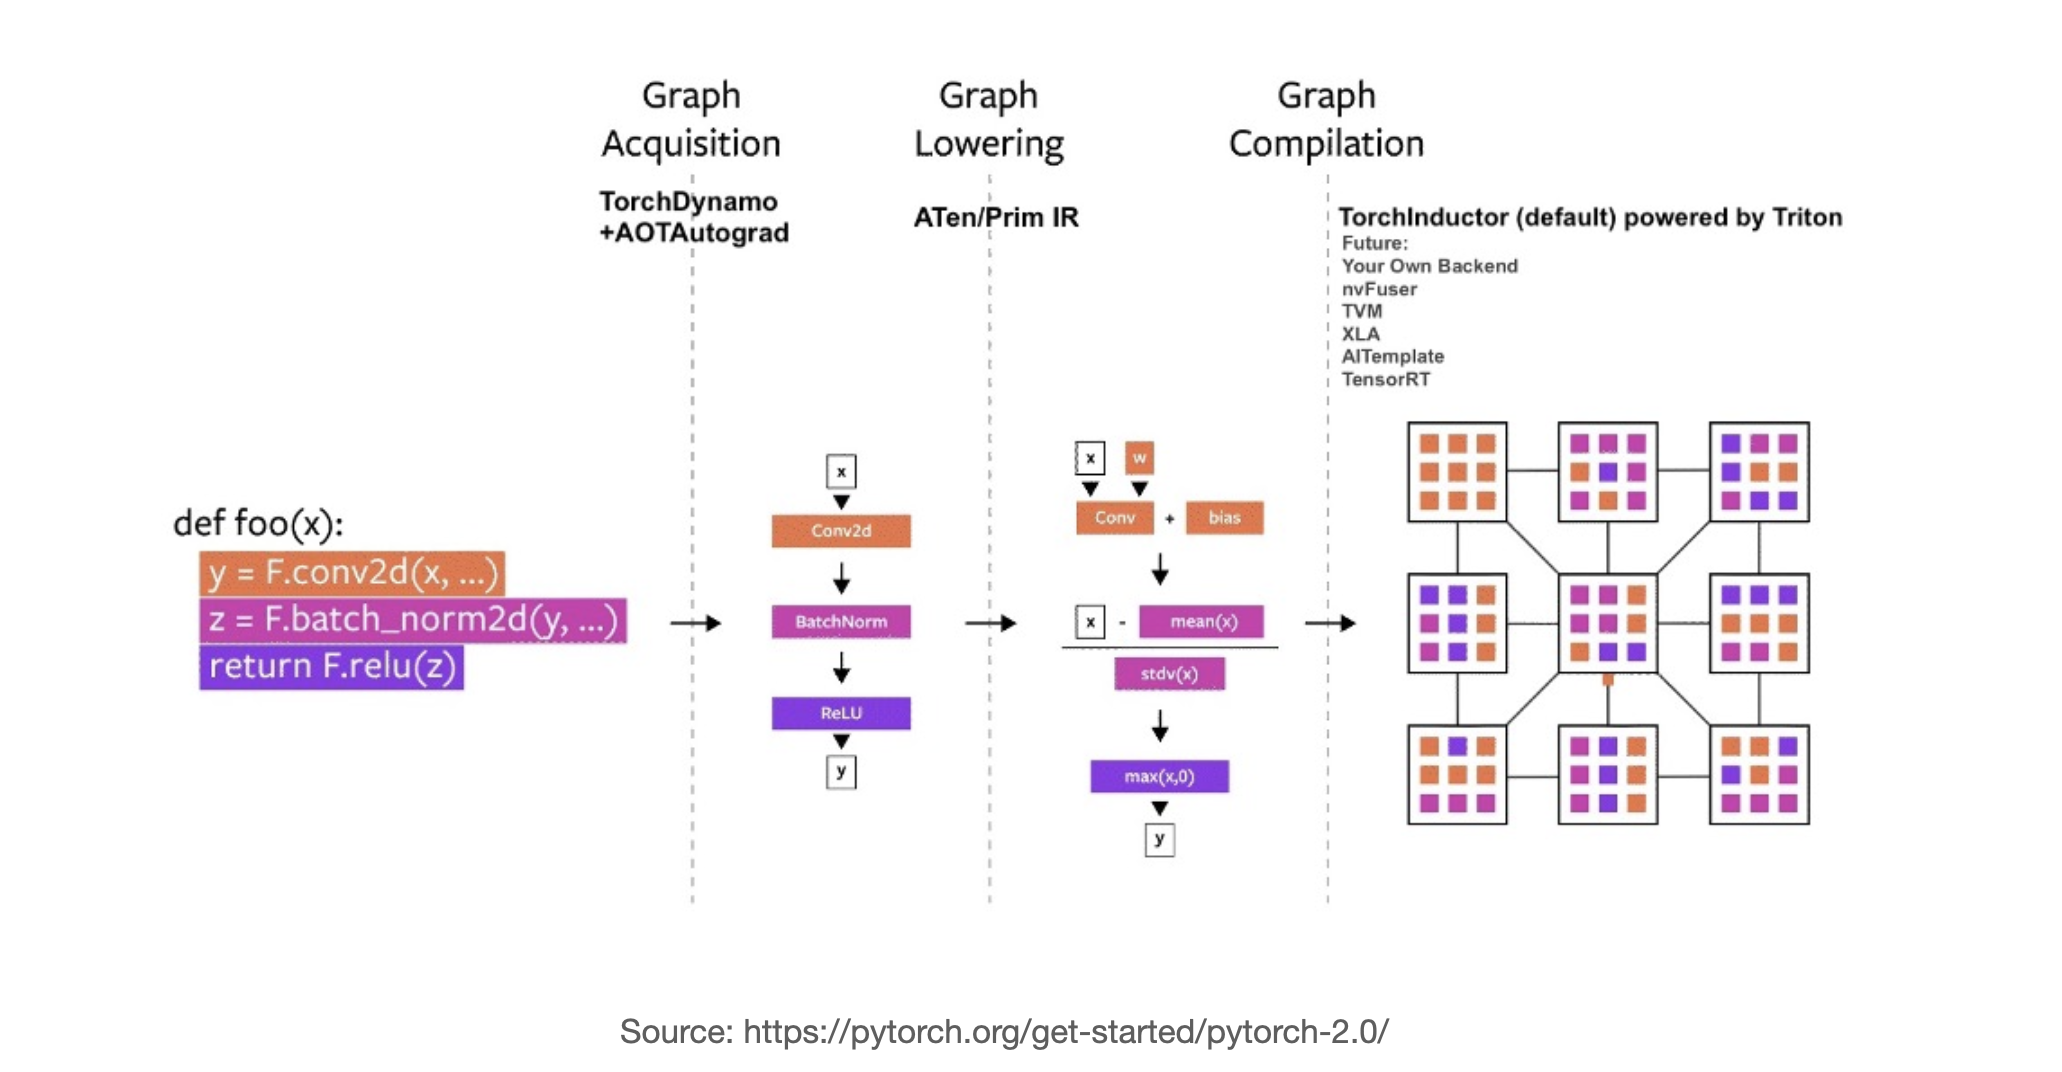 Graph
Acquisition
Graph
Lowering
Graph
Compilation
TorchDynamo
+AOTAutograd
ATen/Prim IR
TorchInductor (default) powered by Triton
Future:
Your Own Backend
nvFuser
TVM
XLA
AITemplate
TensorRT
def foo(x):
y = F.conv2d(x, ...)
z = F.batch_norm2d(y, ...)
return F.relu(z)
x
Conv2d
BatchNorm
ReLU
y
x w
Conv + bias
x - mean(x)
stdv(x)
max(x,0)
y
Source: https://pytorch.org/get-started/pytorch-2.0/